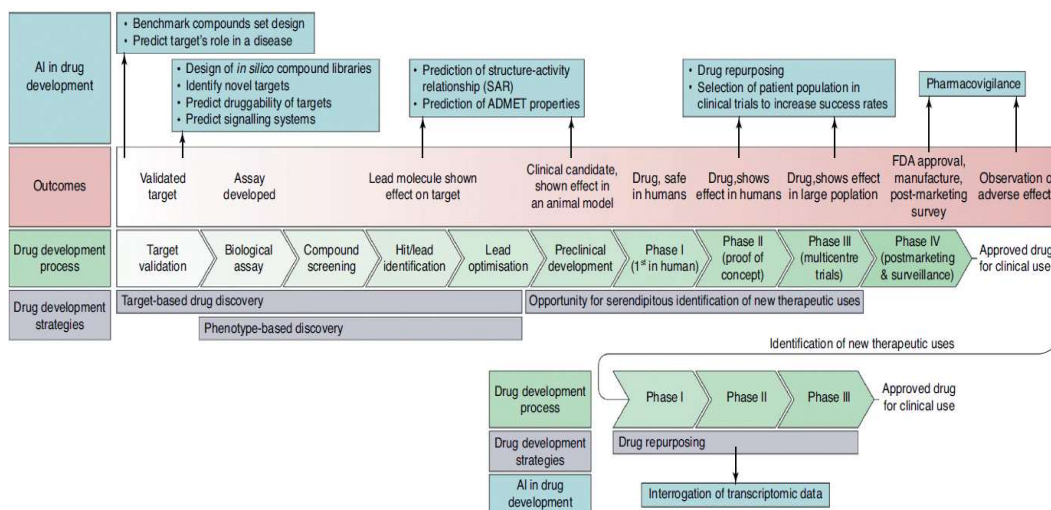 AI in drug
development
• Benchmark compounds set design
• Predict target's role in a disease
• Design of in silico compound libraries
• Identify novel targets
• Predict druggability of targets
• Predict signalling systems
• Prediction of structure-activity
relationship (SAR)
• Prediction of ADMET properties
• Drug repurposing
• Selection of patient population in
clinical trials to increase success rates
Pharmacovigilance
Outcomes
Validated
target
Assay
developed
Lead molecule shown
effect on target
Clinical candidate,
shown effect in
an animal model
Drug, safe
in humans
Drug,shows
effect in humans
Drug,shows effect
in large poplation
FDA approval,
manufacture,
post-marketing
survey
Observation o
adverse effect
Drug development
process
Target
validation
Biological
assay
Compound
screening
Hit/lead
identification
Lead
optimisation
Preclinical
development
Phase I
(1st in human)
Phase II
(proof of
concept)
Phase III
(multicentre
trials)
Phase IV
(postmarketing
& surveillance)
Approved drug
for clinical use
Drug development
strategies
Target-based drug discovery
Phenotype-based discovery
Opportunity for serendipitous identification of new therapeutic uses
Identification of new therapeutic uses
Drug development
process
Phase I
Phase II
Phase III
Approved drug
for clinical use
Drug development
strategies
Drug repurposing
AI in drug
development
Interrogation of transcriptomic data